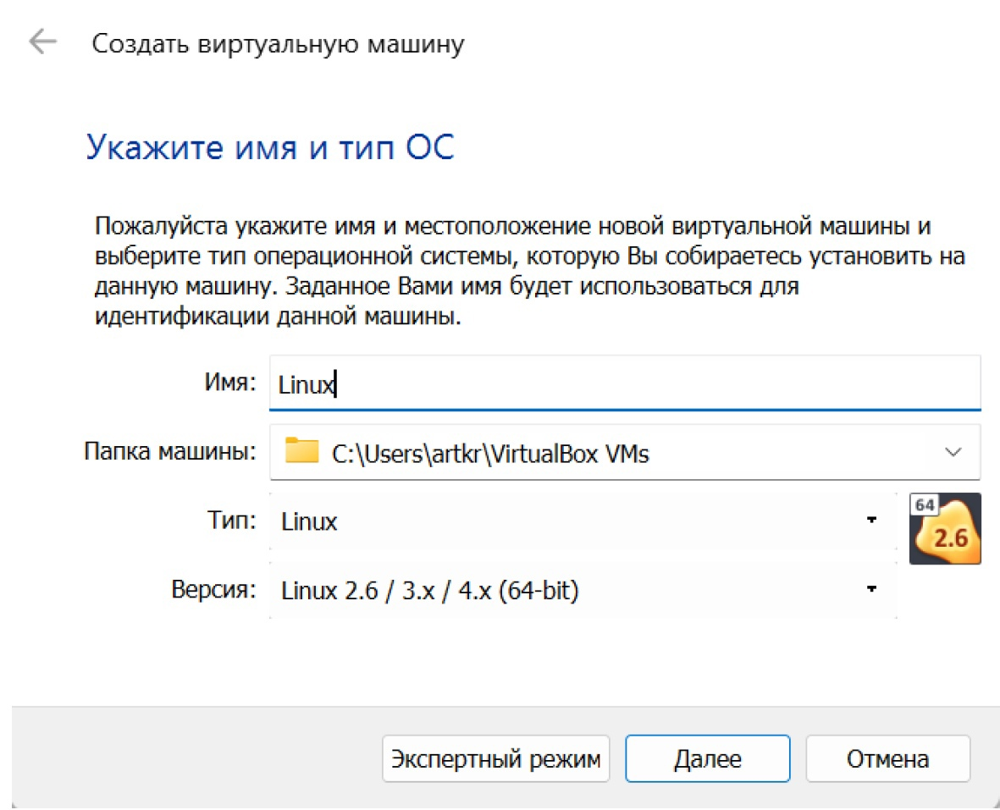 Создать виртуальную машину
Укажите имя и тип ОС
Пожалуйста укажите имя и местоположение новой виртуальной машины и
выберите тип операционной системы, которую Вы собираетесь установить на
данную машину. Заданное Вами имя будет использоваться для
идентификации данной машины.
Имя: Linux
Папка машины: C:\Users\artkr\VirtualBox VMs
Тип: Linux
64
2.6
Версия: Linux 2.6 / 3.x / 4.x (64-bit)
Экспертный режим Далее Отмена